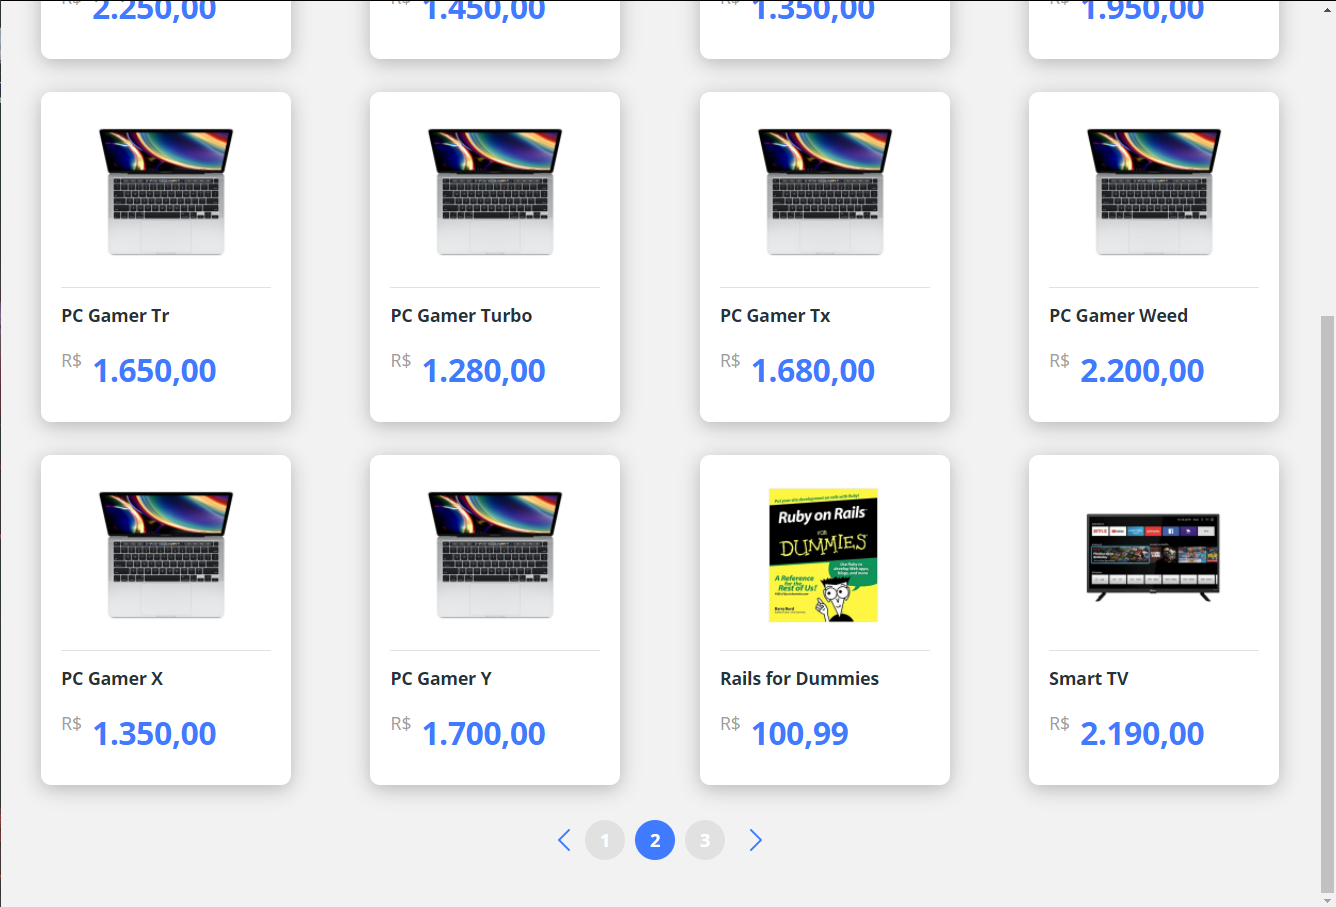 2.250,00
1.450,00
1.350,00
1.950,00
PC Gamer Tr
R$ 1.650,00
PC Gamer Turbo
R$ 1.280,00
PC Gamer Tx
R$ 1.680,00
PC Gamer Weed
R$ 2.200,00
PC Gamer X
R$ 1.350,00
PC Gamer Y
R$ 1.700,00
Ruby on Rails
FOR
DUMMIES
A Reference
for the
Rest of Us!
Rails for Dummies
R$ 100,99
Smart TV
R$ 2.190,00
1 2 3